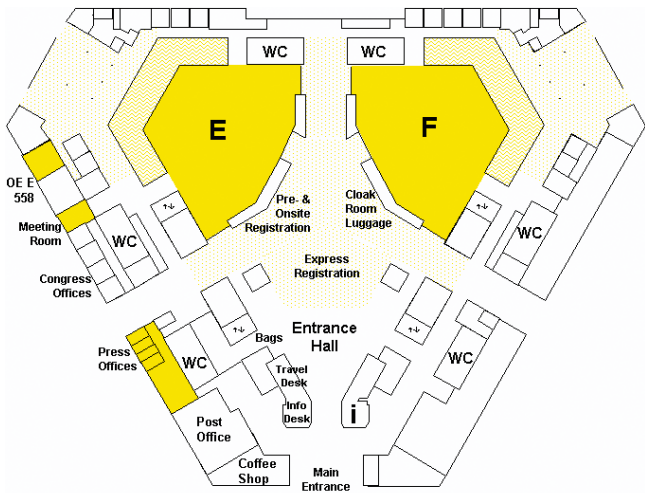 WC
WC
E
F
OE E
558
Pre- &
Onsite
Registration
Cloak
Room
Luggage
Meeting
Room
WC
WC
Congress
Offices
Express
Registration
Entrance
Hall
Bags
Press
Offices
WC
WC
Travel
Desk
Info
Desk
i
Post
Office
Coffee
Shop
Main
Entrance